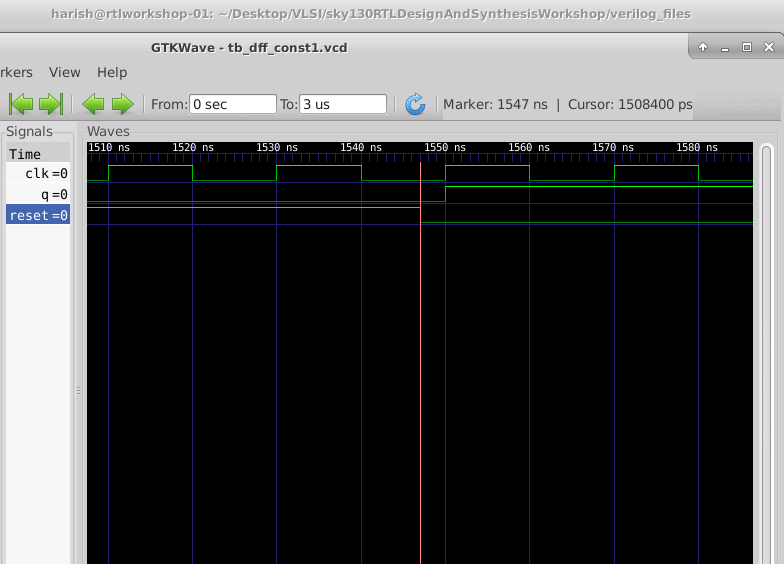 harish@rtlworkshop-01: ~/Desktop/VLSI/sky130RTLDesignAndSynthesisWorkshop/verilog_files
GTKWave - tb_dff_const1.vcd
rkers View Help
From: 0 sec To: 3 us Marker: 1547 ns | Cursor: 1508400 ps
Signals Waves
Time 1510 ns 1520 ns 1530 ns 1540 ns 1550 ns 1560 ns 1570 ns 1580 ns
clk =0
q =0
reset =0